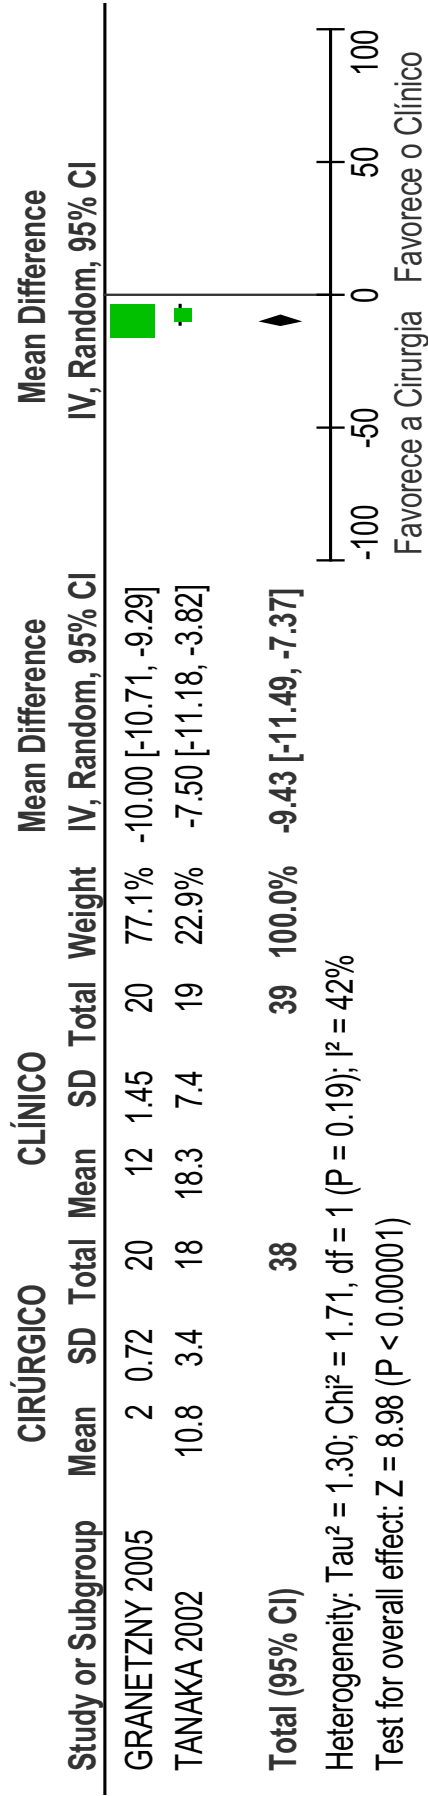 CIRÚRGICO CLÍNICO Mean Difference Mean Difference
Study or Subgroup Mean SD Total Mean SD Total Weight IV, Random, 95% CI IV, Random, 95% CI
GRANETZNY 2005 2 0.72 20 12 1.45 20 77.1% -10.00 [-10.71, -9.29]
TANAKA 2002 10.8 3.4 18 18.3 7.4 19 22.9% -7.50 [-11.18, -3.82]
Total (95% CI) 38 39 100.0% -9.43 [-11.49, -7.37]
Heterogeneity: Tau² = 1.30; Chi² = 1.71, df = 1 (P = 0.19); I² = 42%
Test for overall effect: Z = 8.98 (P < 0.00001)
-100 -50 0 50 100
Favorece a Cirurgia Favorece o Clínico